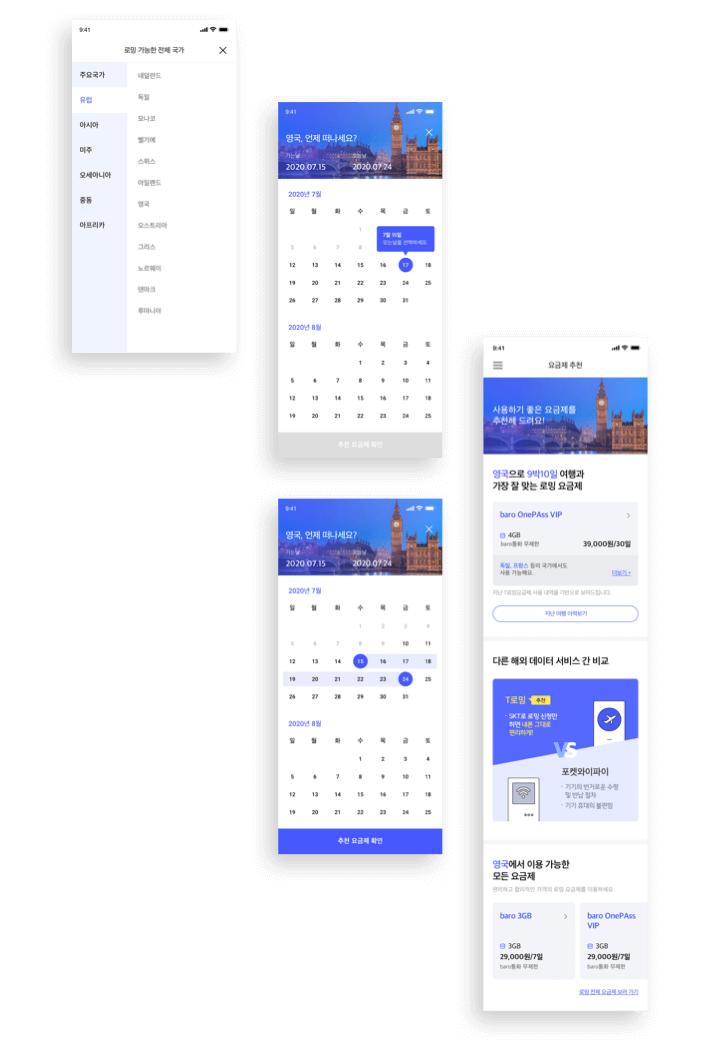 9:41
로밍 가능한 전체 국가
주요국가
유럽
아시아
미주
오세아니아
중동
아프리카
네덜란드
독일
모나코
벨기에
스위스
아일랜드
영국
오스트리아
그리스
노르웨이
덴마크
루마니아
9:41
영국, 언제 떠나세요?
가는날 오는날
2020.07.15 2020.07.24
2020년 7월
일 월 화 수 목 금 토
1
7월 15일
오는날을 선택하세요
5 6 7 8
12 13 14 15 16 17 18
19 20 21 22 23 24 25
26 27 28 29 30 31
2020년 8월
일 월 화 수 목 금 토
1 2 3 4
5 6 7 8 9 10 11
12 13 14 15 16 17 18
19 20 21 22 23 24 25
추천 요금제 확인
9:41
영국, 언제 떠나세요?
가는날 오는날
2020.07.15 2020.07.24
2020년 7월
일 월 화 수 목 금 토
1 2 3 4
5 6 7 8 9 10 11
12 13 14 15 16 17 18
19 20 21 22 23 24 25
26 27 28 29 30 31
2020년 8월
일 월 화 수 목 금 토
1 2 3 4
5 6 7 8 9 10 11
12 13 14 15 16 17 18
19 20 21 22 23 24 25
추천 요금제 확인
9:41
요금제 추천
사용하기 좋은 요금제를
추천해 드려요!
영국으로 9박10일 여행과
가장 잘 맞는 로밍 요금제
baro OnePAss VIP
4GB
baro통화 무제한 39,000원/30일
독일, 프랑스 등의 국가에서도
사용 가능해요. 더보기 +
지난 T로밍요금제 사용 내역을 기반으로 보여드립니다.
지난 여행 이력보기
다른 해외 데이터 서비스 간 비교
T로밍 추천
· SKT로 로밍 신청만
하면 내폰 그대로
편리하게!
VS
포켓와이파이
· 기기의 번거로운 수령
및 반납 절차
· 기기 휴대의 불편함
영국에서 이용 가능한
모든 요금제
편리하고 합리적인 가격의 로밍 요금제를 이용하세요
baro 3GB
3GB
29,000원/7일
baro통화 무제한
baro OnePAss
VIP
3GB
29,000원/7일
baro통화 무제한
로밍 전체 요금제 보러 가기